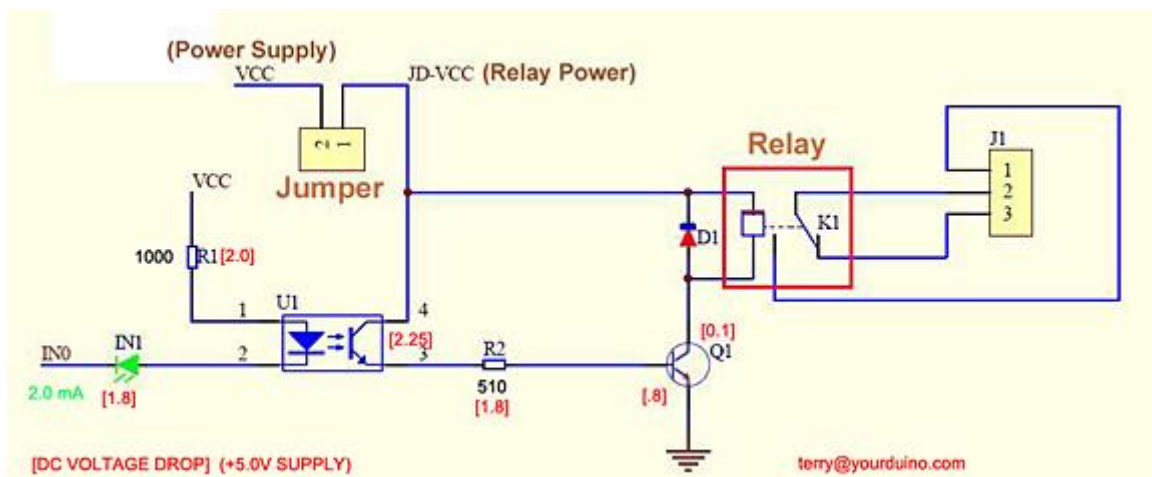 (Power Supply)
VCC
JD-VCC (Relay Power)
2 1
Jumper
Relay
J1
1
2
3
VCC
K1
D1
1000 R1 [2.0]
U1
1
4
[2.25]
[0.1]
IN0
IN1
2
3
R2
Q1
2.0 mA
[1.8]
510
[1.8]
[.8]
[DC VOLTAGE DROP] (+5.0V SUPPLY)
terry@yourduino.com